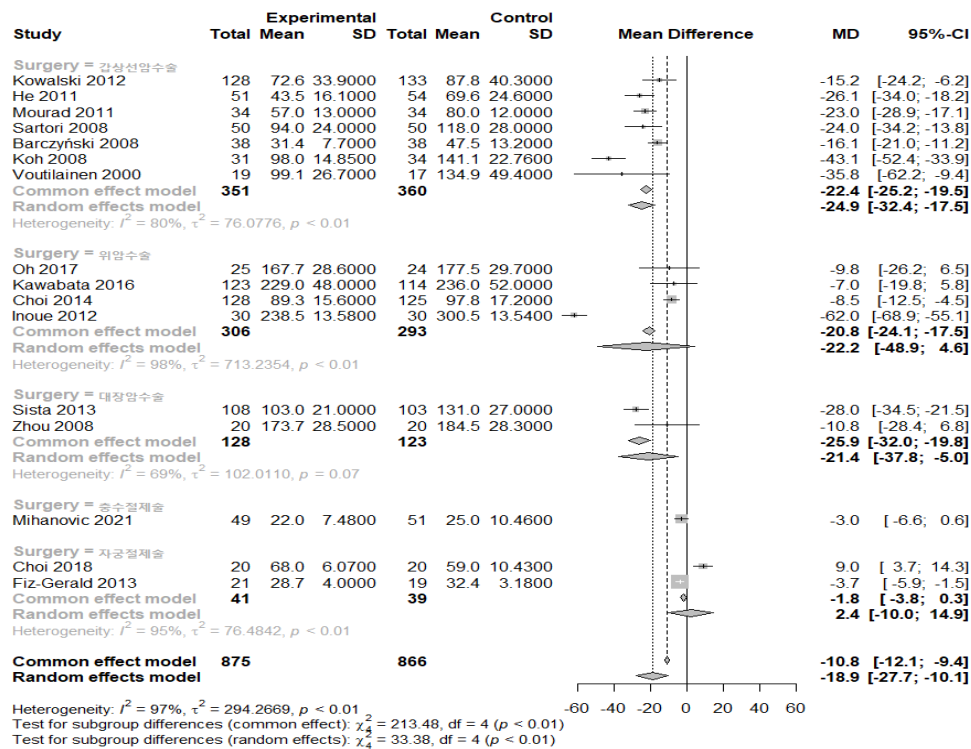 Experimental Control
Study Total Mean SD Total Mean SD Mean Difference MD 95%-CI
Surgery = 갑상선암수술
Kowalski 2012 128 72.6 33.9000 133 87.8 40.3000 -15.2 [-24.2; -6.2]
He 2011 51 43.5 16.1000 54 69.6 24.6000 -26.1 [-34.0; -18.2]
Mourad 2011 34 57.0 13.0000 34 80.0 12.0000 -23.0 [-28.9; -17.1]
Sartori 2008 50 94.0 24.0000 50 118.0 28.0000 -24.0 [-34.2; -13.8]
Barczyński 2008 38 31.4 7.7000 38 47.5 13.2000 -16.1 [-21.0; -11.2]
Koh 2008 31 98.0 14.8500 34 141.1 22.7600 -43.1 [-52.4; -33.9]
Voutilainen 2000 19 99.1 26.7000 17 134.9 49.4000 -35.8 [-62.2; -9.4]
Common effect model 351 360 -22.4 [-25.2; -19.5]
Random effects model -24.9 [-32.4; -17.5]
Heterogeneity: I² = 80%, τ² = 76.0776, p < 0.01
Surgery = 위암수술
Oh 2017 25 167.7 28.6000 24 177.5 29.7000 -9.8 [-26.2; 6.5]
Kawabata 2016 123 229.0 48.0000 114 236.0 52.0000 -7.0 [-19.8; 5.8]
Choi 2014 128 89.3 15.6000 125 97.8 17.2000 -8.5 [-12.5; -4.5]
Inoue 2012 30 238.5 13.5800 30 300.5 13.5400 -62.0 [-68.9; -55.1]
Common effect model 306 293 -20.8 [-24.1; -17.5]
Random effects model -22.2 [-48.9; 4.6]
Heterogeneity: I² = 98%, τ² = 713.2354, p < 0.01
Surgery = 대장암수술
Sista 2013 108 103.0 21.0000 103 131.0 27.0000 -28.0 [-34.5; -21.5]
Zhou 2008 20 173.7 28.5000 20 184.5 28.3000 -10.8 [-28.4; 6.8]
Common effect model 128 123 -25.9 [-32.0; -19.8]
Random effects model -21.4 [-37.8; -5.0]
Heterogeneity: I² = 69%, τ² = 102.0110, p = 0.07
Surgery = 충수절제술
Mihanovic 2021 49 22.0 7.4800 51 25.0 10.4600 -3.0 [-6.6; 0.6]
Surgery = 자궁절제술
Choi 2018 20 68.0 6.0700 20 59.0 10.4300 9.0 [3.7; 14.3]
Fiz-Gerald 2013 21 28.7 4.0000 19 32.4 3.1800 -3.7 [-5.9; -1.5]
Common effect model 41 39 -1.8 [-3.8; 0.3]
Random effects model 2.4 [-10.0; 14.9]
Heterogeneity: I² = 95%, τ² = 76.4842, p < 0.01
Common effect model 875 866 -10.8 [-12.1; -9.4]
Random effects model -18.9 [-27.7; -10.1]
Heterogeneity: I² = 97%, τ² = 294.2669, p < 0.01
-60 -40 -20 0 20 40 60
Test for subgroup differences (common effect): χ²₄ = 213.48, df = 4 (p < 0.01)
Test for subgroup differences (random effects): χ²₄ = 33.38, df = 4 (p < 0.01)